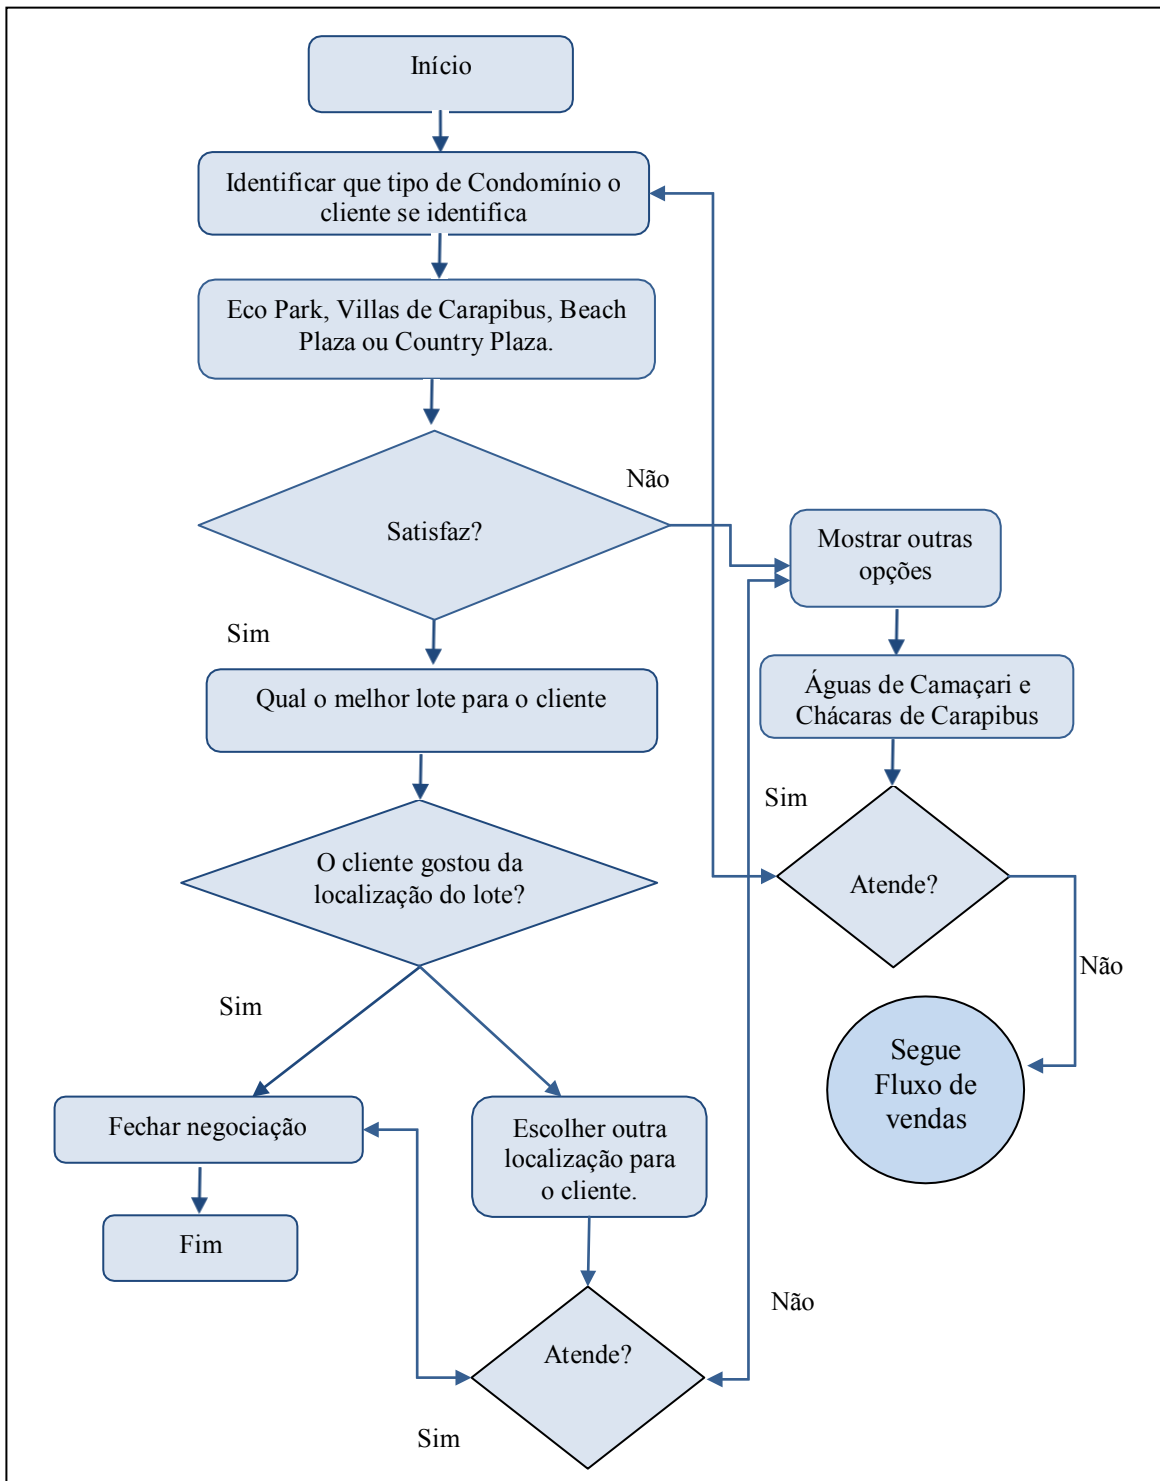 Início
Identificar que tipo de Condomínio o
cliente se identifica
Eco Park, Villas de Carapibus, Beach
Plaza ou Country Plaza.
Não
Satisfaz?
Mostrar outras
opções
Sim
Qual o melhor lote para o cliente
Águas de Camaçari e
Chácaras de Carapibus
Sim
O cliente gostou da
localização do lote?
Atende?
Não
Sim
Segue
Fluxo de
vendas
Fechar negociação
Escolher outra
localização para
o cliente.
Fim
Não
Atende?
Sim